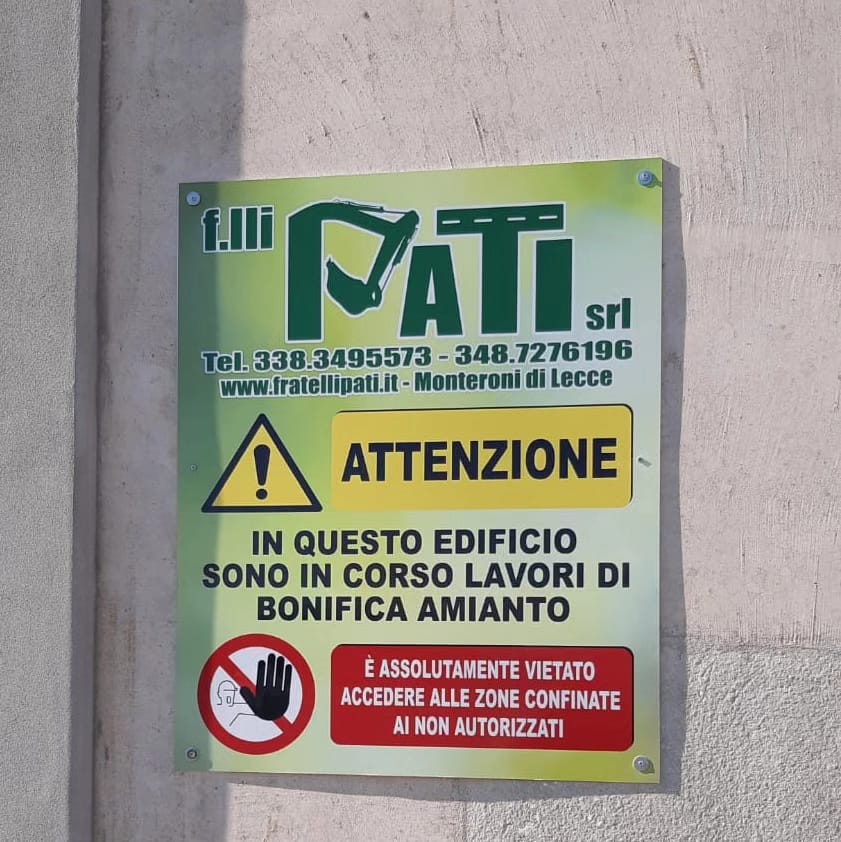 f.lli PATI srl
Tel. 338.3495573 - 348.7276196
www.fratellipati.it - Monteroni di Lecce
ATTENZIONE
IN QUESTO EDIFICIO
SONO IN CORSO LAVORI DI
BONIFICA AMIANTO
È ASSOLUTAMENTE VIETATO
ACCEDERE ALLE ZONE CONFINATE
AI NON AUTORIZZATI